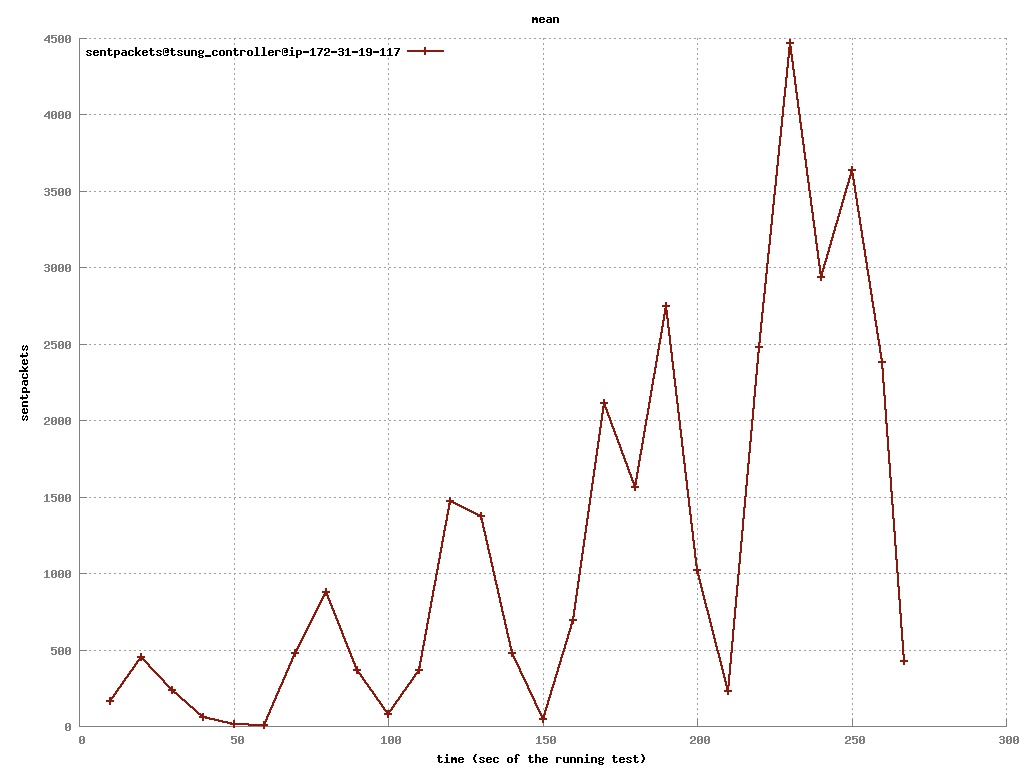 mean
sentpackets@tsung_controller@ip-172-31-19-117
4500
4000
3500
3000
2500
2000
1500
1000
500
0
sentpackets
0 50 100 150 200 250 300
time (sec of the running test)